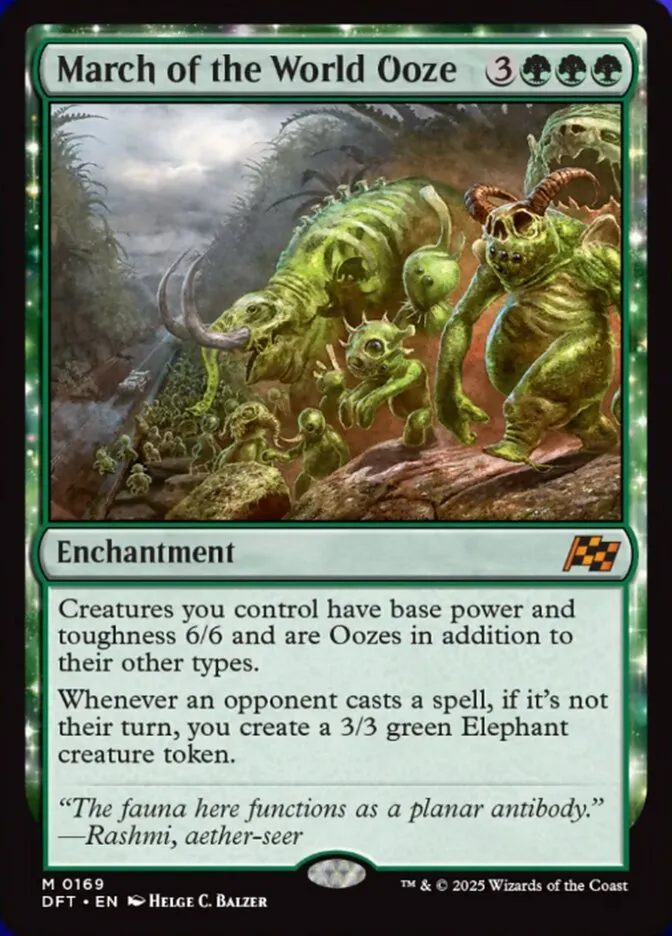 March of the World Ooze 3
Enchantment
Creatures you control have base power and
toughness 6/6 and are Oozes in addition to
their other types.
Whenever an opponent casts a spell, if it's not
their turn, you create a 3/3 green Elephant
creature token.
"The fauna here functions as a planar antibody."
—Rashmi, aether-seer
M 0169
DFT • EN Helge C. Balzer
™ & © 2025 Wizards of the Coast